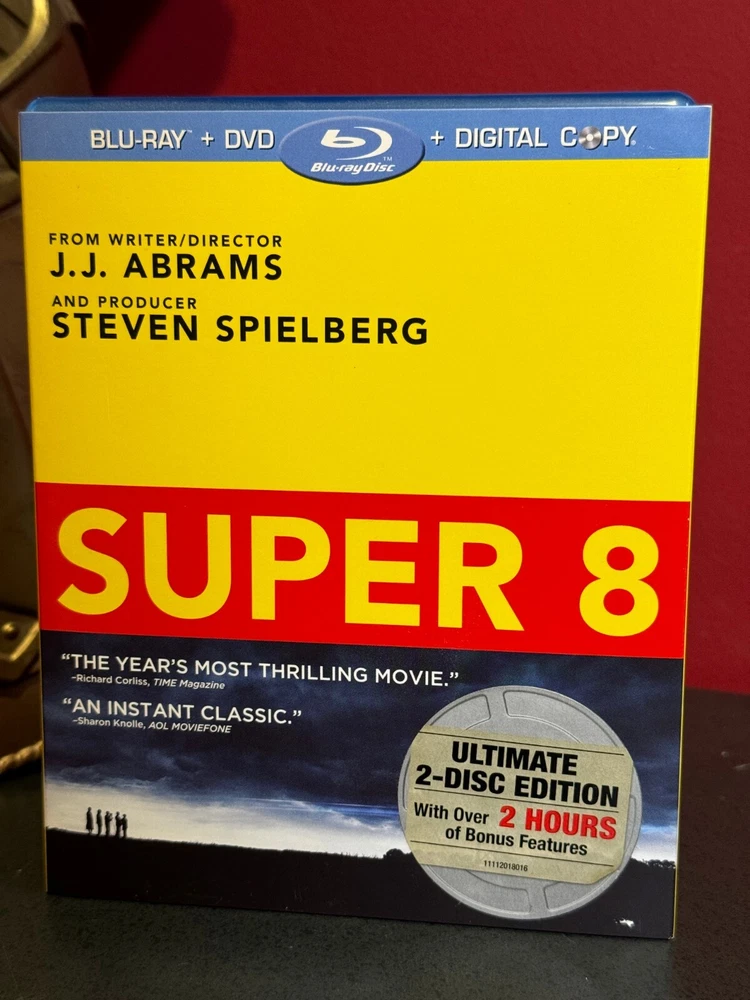 BLU-RAY™ + DVD Blu-ray Disc™ + DIGITAL COPY®
FROM WRITER/DIRECTOR
J.J. ABRAMS
AND PRODUCER
STEVEN SPIELBERG
SUPER 8
“THE YEAR’S MOST THRILLING MOVIE.”
–Richard Corliss, TIME Magazine
“AN INSTANT CLASSIC.”
–Sharon Knolle, AOL MOVIEFONE
ULTIMATE
2-DISC EDITION
With Over 2 HOURS
of Bonus Features
11112018016